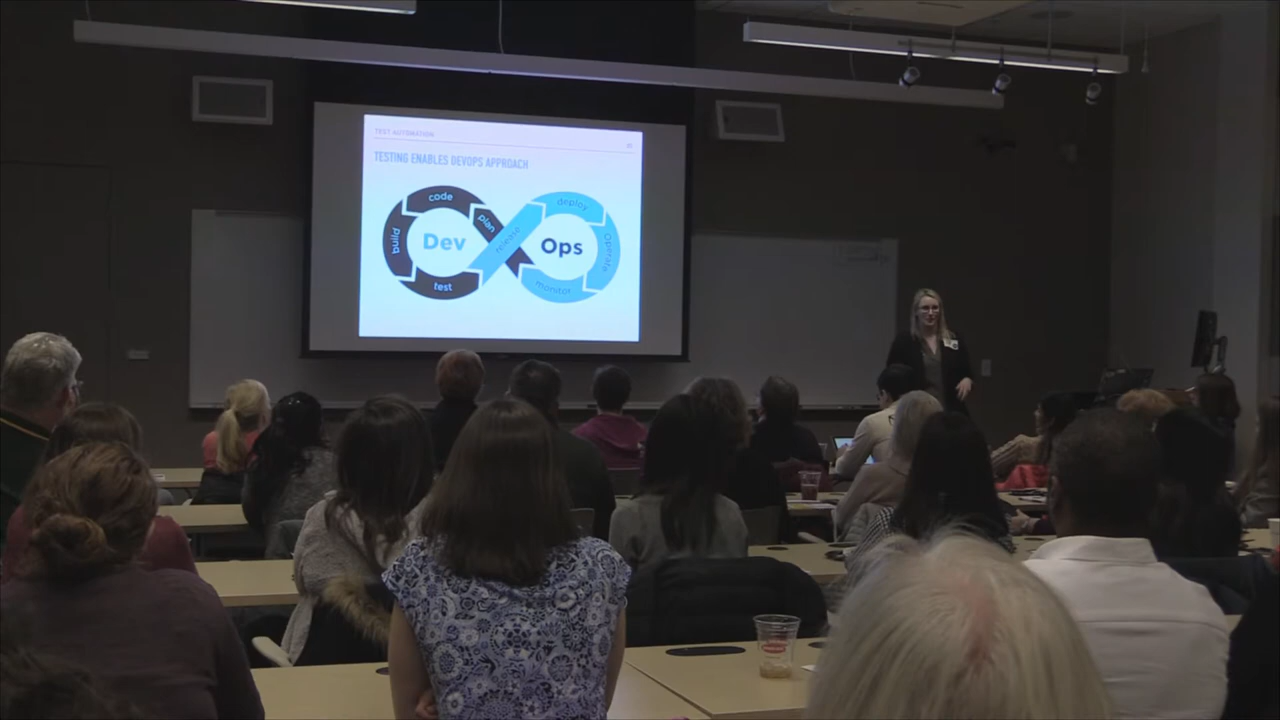 TEST AUTOMATION
TESTING ENABLES DEVOPS APPROACH
code
plan
build
Dev
test
release
deploy
Operate
Ops
monitor